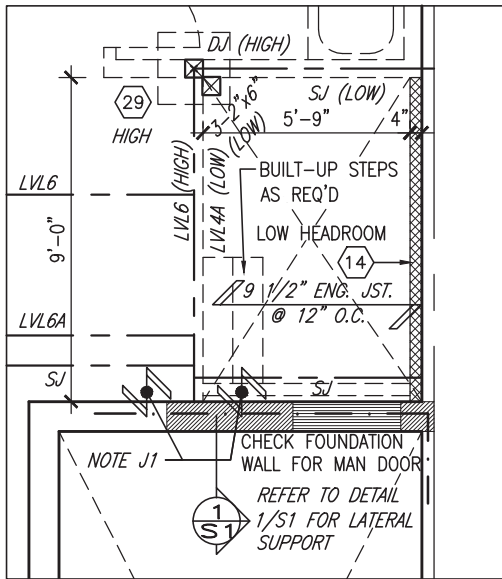 DJ (HIGH)
29
HIGH
3-2"x6"
(LOW)
SJ (LOW)
5'-9"
4"
LVL6
LVL6 (HIGH)
LVL4A (LOW)
BUILT-UP STEPS
AS REQ'D
9'-0"
LOW HEADROOM
14
9 1/2" ENG. JST.
@ 12" O.C.
LVL6A
SJ
SJ
NOTE J1
CHECK FOUNDATION
WALL FOR MAN DOOR
1
S1
REFER TO DETAIL
1/S1 FOR LATERAL
SUPPORT